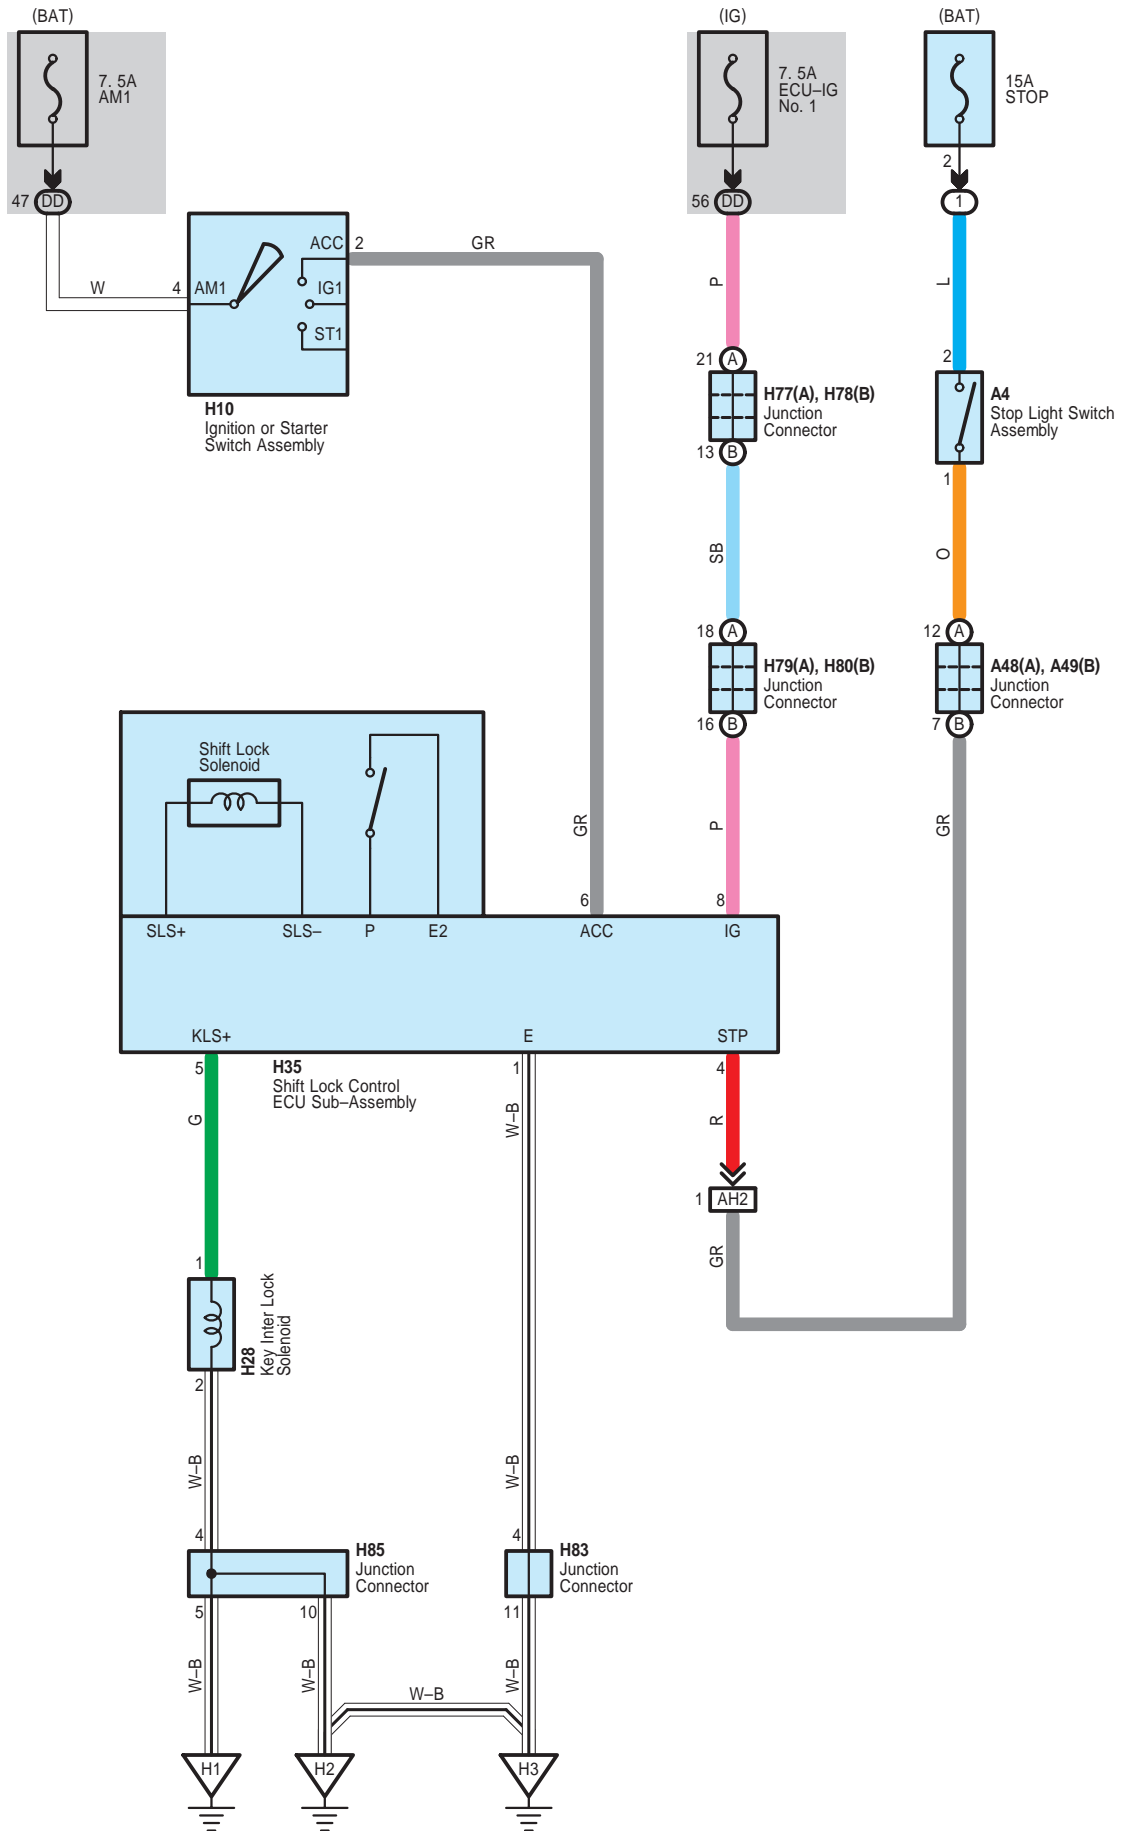 (BAT)
(IG)
(BAT)
7. 5A
AM1
7. 5A
ECU–IG
No. 1
15A
STOP
2
47
DD
56
DD
1
ACC
2
GR
W
4
AM1
IG1
ST1
P
L
H10
Ignition or Starter
Switch Assembly
21
A
2
H77(A), H78(B)
Junction
Connector
A4
Stop Light Switch
Assembly
13
B
1
SB
O
18
A
12
A
H79(A), H80(B)
Junction
Connector
A48(A), A49(B)
Junction
Connector
16
B
7
B
Shift Lock
Solenoid
GR
P
GR
6
8
SLS+
SLS–
P
E2
ACC
IG
KLS+
E
STP
5
H35
Shift Lock Control
ECU Sub–Assembly
1
4
G
W–B
R
1
AH2
GR
1
H28
Key Inter Lock
Solenoid
2
W–B
W–B
4
H85
Junction
Connector
4
H83
Junction
Connector
5
10
11
W–B
W–B
W–B
W–B
H1
H2
H3